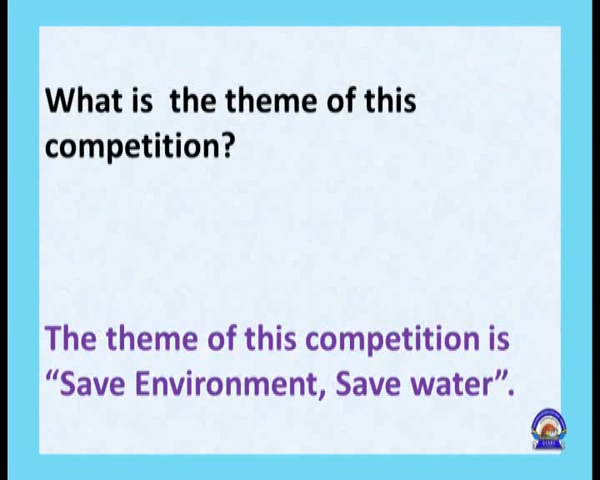 What is  the theme of this
competition?
The theme of this competition is
“Save Environment, Save water”.